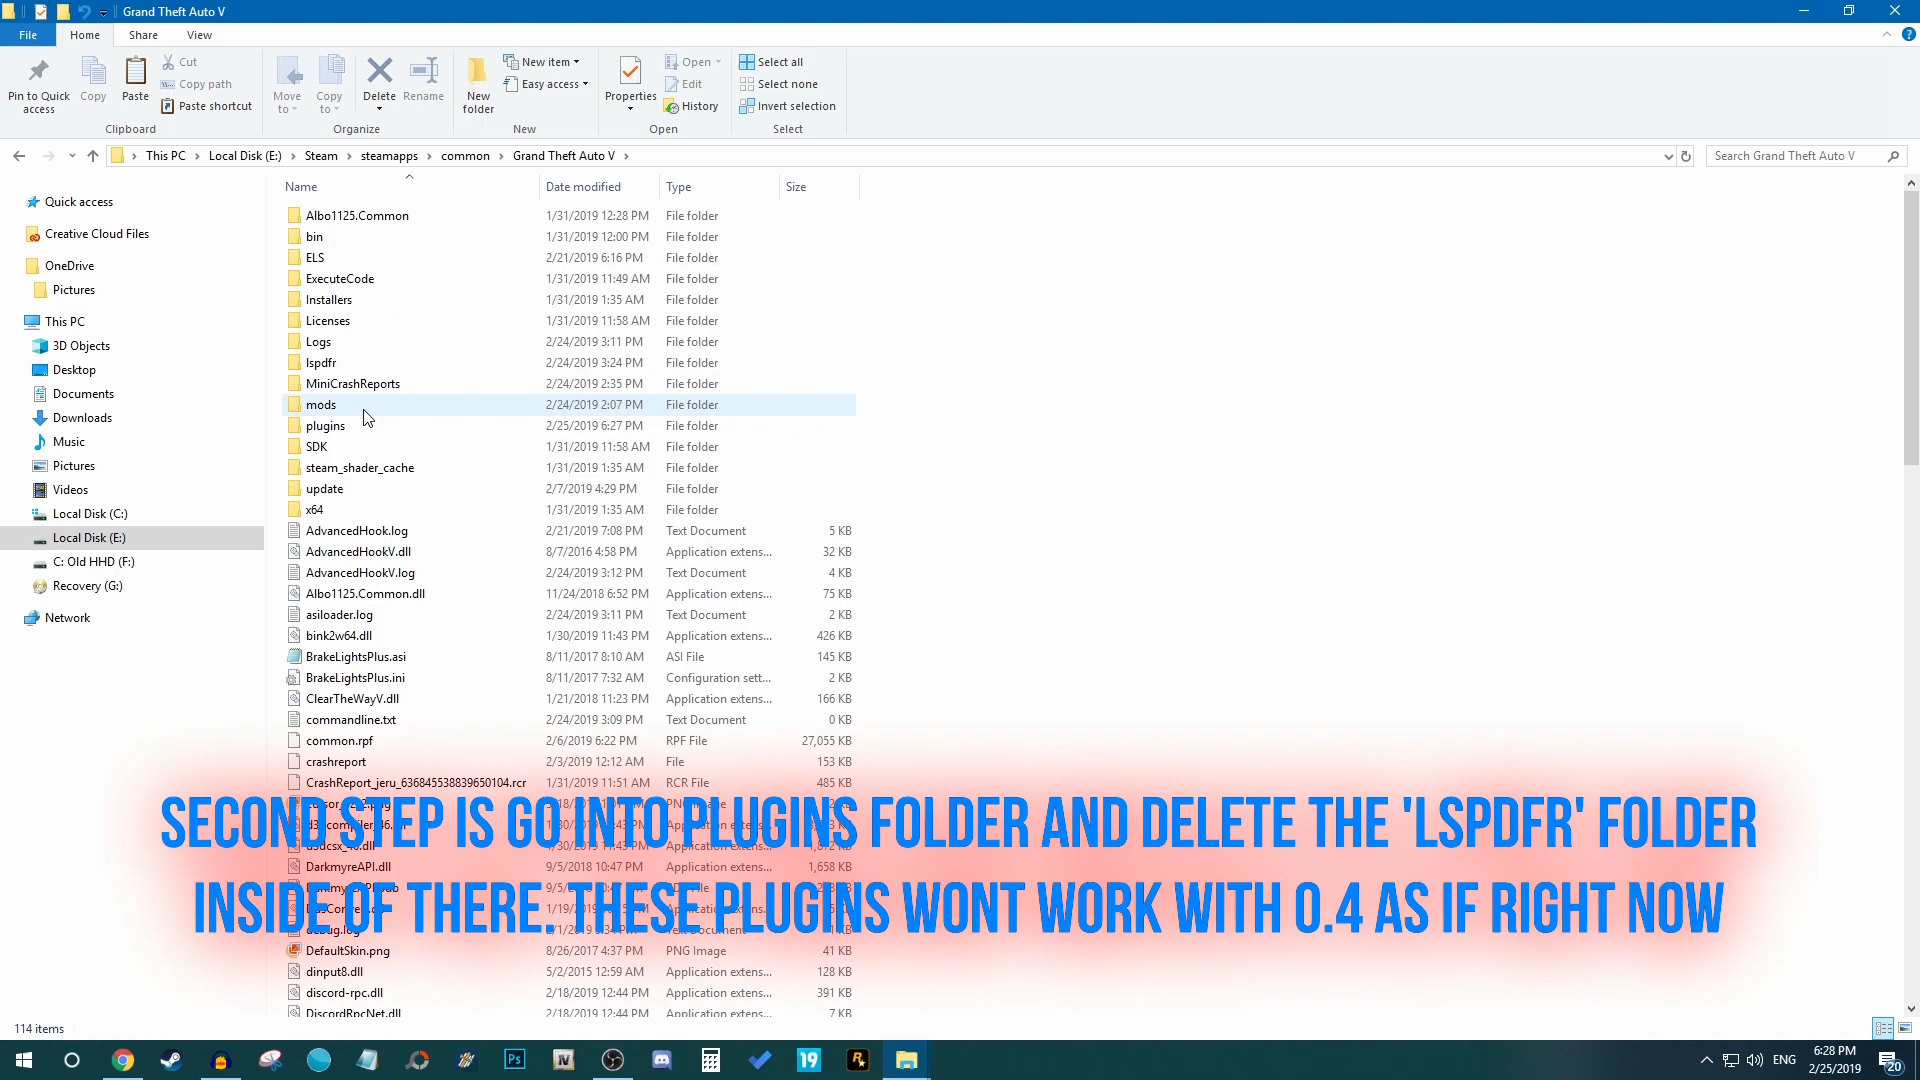 Grand Theft Auto V
File Home Share View
Pin to Quick access
Copy
Paste
Cut
Copy path
Paste shortcut
Clipboard
Move to
Copy to
Delete
Rename
Organize
New folder
New item
Easy access
New
Properties
Open
Edit
History
Open
Select all
Select none
Invert selection
Select
This PC > Local Disk (E:) > Steam > steamapps > common > Grand Theft Auto V >
Search Grand Theft Auto V
Quick access
Creative Cloud Files
OneDrive
Pictures
This PC
3D Objects
Desktop
Documents
Downloads
Music
Pictures
Videos
Local Disk (C:)
Local Disk (E:)
C: Old HHD (F:)
Recovery (G:)
Network
Name Date modified Type Size
Albo1125.Common 1/31/2019 12:28 PM File folder
bin 1/31/2019 12:00 PM File folder
ELS 2/21/2019 6:16 PM File folder
ExecuteCode 1/31/2019 11:49 AM File folder
Installers 1/31/2019 1:35 AM File folder
Licenses 1/31/2019 11:58 AM File folder
Logs 2/24/2019 3:11 PM File folder
lspdfr 2/24/2019 3:24 PM File folder
MiniCrashReports 2/24/2019 2:35 PM File folder
mods 2/24/2019 2:07 PM File folder
plugins 2/25/2019 6:27 PM File folder
SDK 1/31/2019 11:58 AM File folder
steam_shader_cache 1/31/2019 1:35 AM File folder
update 2/7/2019 4:29 PM File folder
x64 1/31/2019 1:35 AM File folder
AdvancedHook.log 2/21/2019 7:08 PM Text Document 5 KB
AdvancedHookV.dll 8/7/2016 4:58 PM Application extens... 32 KB
AdvancedHookV.log 2/24/2019 3:12 PM Text Document 4 KB
Albo1125.Common.dll 11/24/2018 6:52 PM Application extens... 75 KB
asiloader.log 2/24/2019 3:11 PM Text Document 2 KB
bink2w64.dll 1/30/2019 11:43 PM Application extens... 426 KB
BrakeLightsPlus.asi 8/11/2017 8:10 AM ASI File 145 KB
BrakeLightsPlus.ini 8/11/2017 7:32 AM Configuration sett... 2 KB
ClearTheWayV.dll 1/21/2018 11:23 PM Application extens... 166 KB
commandline.txt 2/24/2019 3:09 PM Text Document 0 KB
common.rpf 2/6/2019 6:22 PM RPF File 27,055 KB
crashreport 2/3/2019 12:12 AM File 153 KB
CrashReport_jeru_636845538839650104.rcr 1/31/2019 11:51 AM RCR File 485 KB
SECOND STEP IS GO INTO PLUGINS FOLDER AND DELETE THE 'LSPDFR' FOLDER
DarkmyreAPI.dll 9/5/2018 10:47 PM Application extens... 1,658 KB
INSIDE OF THERE. THESE PLUGINS WONT WORK WITH 0.4 AS IF RIGHT NOW
DefaultSkin.png 8/26/2017 4:37 PM PNG Image 41 KB
dinput8.dll 5/2/2015 12:59 AM Application extens... 128 KB
discord-rpc.dll 2/18/2019 12:44 PM Application extens... 391 KB
DiscordRpcNet.dll 2/18/2019 12:44 PM Application extens... 7 KB
114 items
Ps
IV
19
R
ENG
6:28 PM
2/25/2019
20